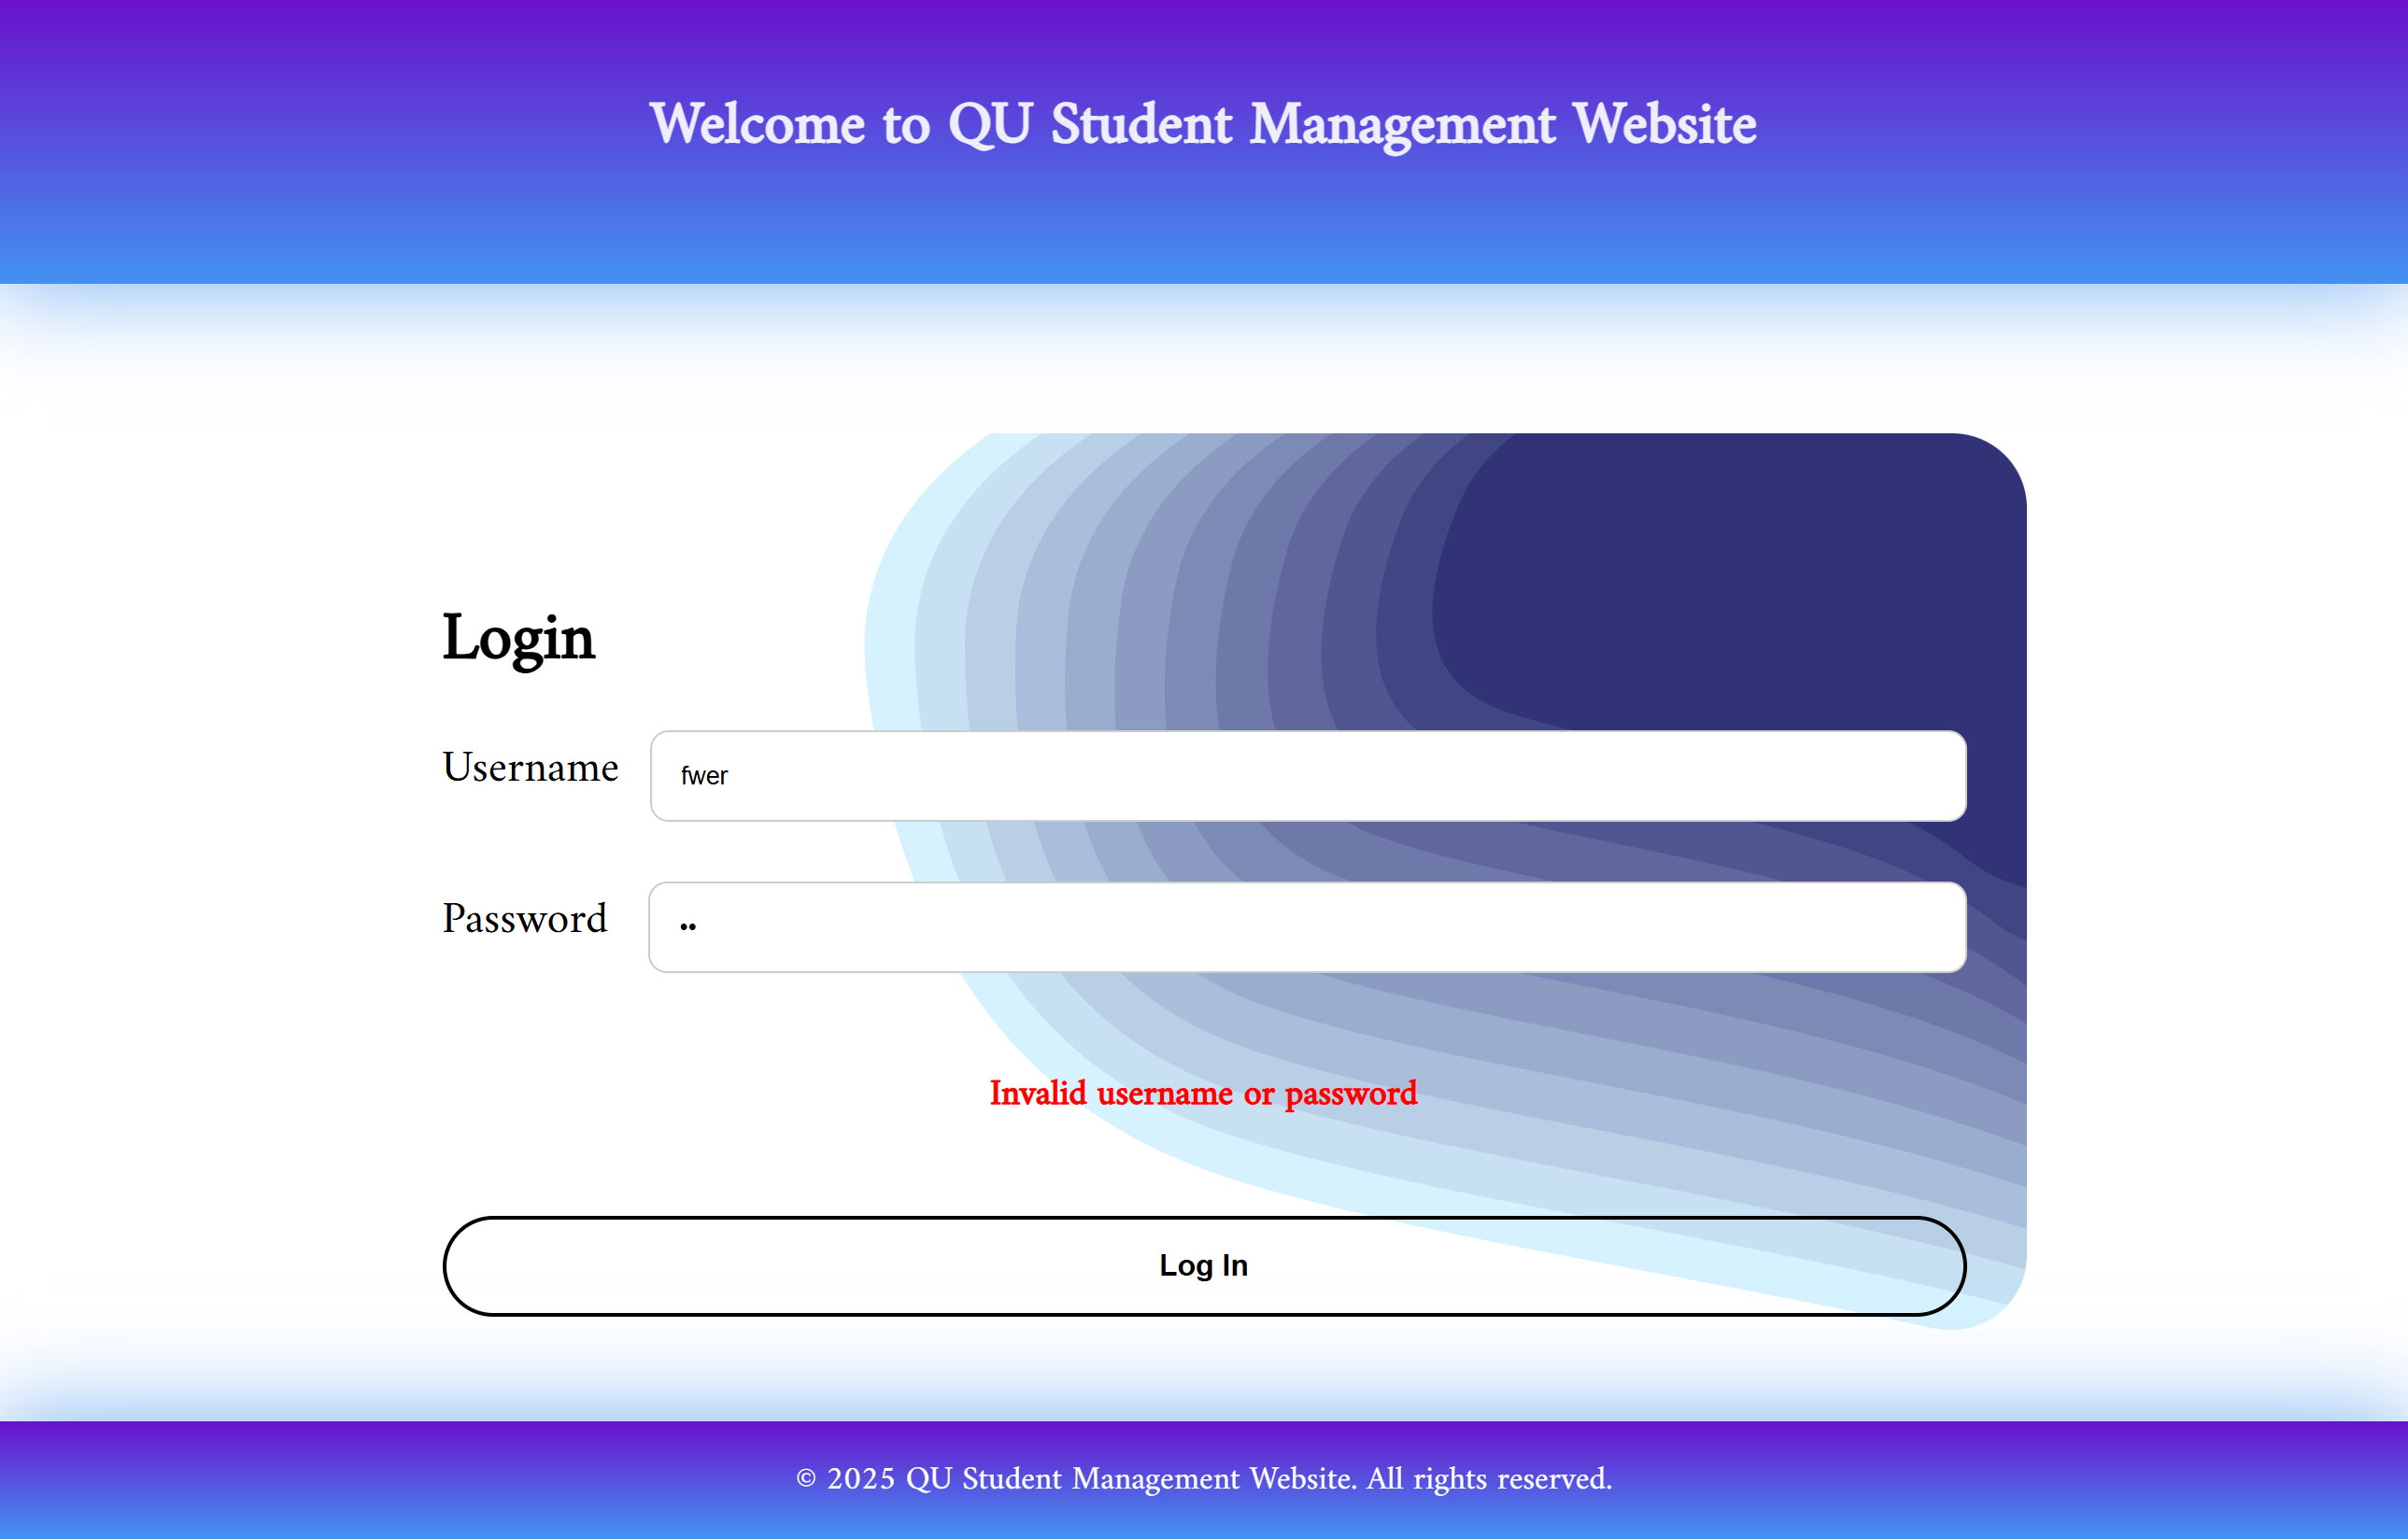 Welcome to QU Student Management Website
Login
Username
fwer
Password
••
Invalid username or password
Log In
© 2025 QU Student Management Website. All rights reserved.